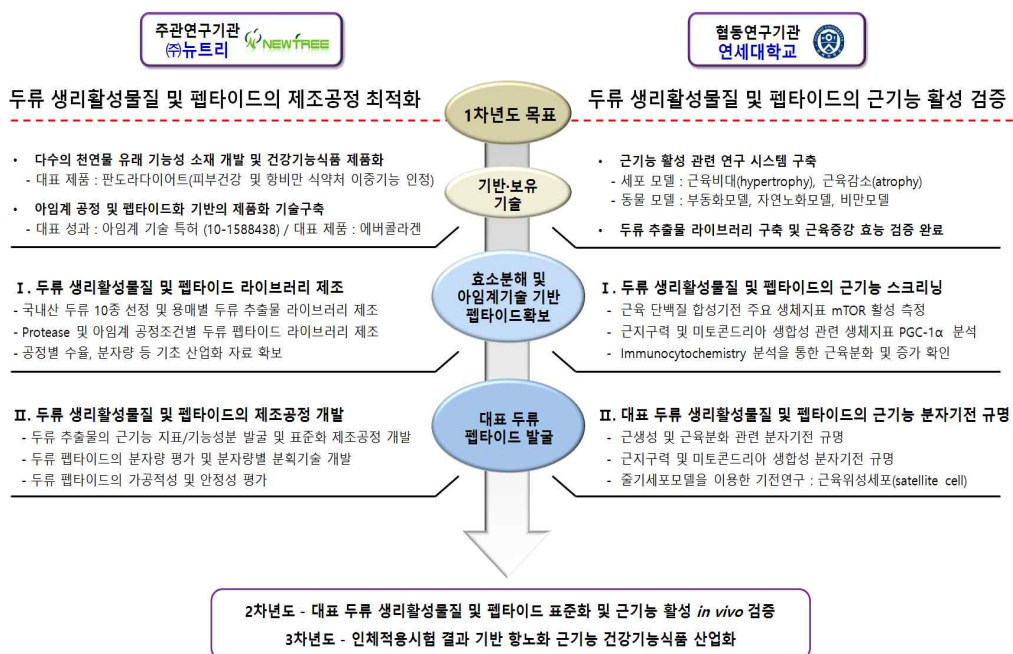 주관연구기관
㈜뉴트리
NEWTREE
협동연구기관
연세대학교
두류 생리활성물질 및 펩타이드의 제조공정 최적화
1차년도 목표
두류 생리활성물질 및 펩타이드의 근기능 활성 검증
• 다수의 천연물 유래 기능성 소재 개발 및 건강기능식품 제품화
- 대표 제품 : 판도라다이어트(피부건강 및 항비만 식약처 이중기능 인정)
• 아임계 공정 및 펩타이드화 기반의 제품화 기술구축
- 대표 성과 : 아임계 기술 특허 (10-1588438) / 대표 제품 : 에버콜라겐
기반·보유
기술
• 근기능 활성 관련 연구 시스템 구축
- 세포 모델 : 근육비대(hypertrophy), 근육감소(atrophy)
- 동물 모델 : 부동화모델, 자연노화모델, 비만모델
• 두류 추출물 라이브러리 구축 및 근육증강 효능 검증 완료
Ⅰ. 두류 생리활성물질 및 펩타이드 라이브러리 제조
- 국내산 두류 10종 선정 및 용매별 두류 추출물 라이브러리 제조
- Protease 및 아임계 공정조건별 두류 펩타이드 라이브러리 제조
- 공정별 수율, 분자량 등 기초 산업화 자료 확보
효소분해 및
아임계기술 기반
펩타이드확보
Ⅰ. 두류 생리활성물질 및 펩타이드의 근기능 스크리닝
- 근육 단백질 합성기전 주요 생체지표 mTOR 활성 측정
- 근지구력 및 미토콘드리아 생합성 관련 생체지표 PGC-1α 분석
- Immunocytochemistry 분석을 통한 근육분화 및 증가 확인
Ⅱ. 두류 생리활성물질 및 펩타이드의 제조공정 개발
- 두류 추출물의 근기능 지표/기능성분 발굴 및 표준화 제조공정 개발
- 두류 펩타이드의 분자량 평가 및 분자량별 분획기술 개발
- 두류 펩타이드의 가공적성 및 안정성 평가
대표 두류
펩타이드 발굴
Ⅱ. 대표 두류 생리활성물질 및 펩타이드의 근기능 분자기전 규명
- 근생성 및 근육분화 관련 분자기전 규명
- 근지구력 및 미토콘드리아 생합성 분자기전 규명
- 줄기세포모델을 이용한 기전연구 : 근육위성세포(satellite cell)
2차년도 - 대표 두류 생리활성물질 및 펩타이드 표준화 및 근기능 활성 in vivo 검증
3차년도 - 인체적용시험 결과 기반 항노화 근기능 건강기능식품 산업화